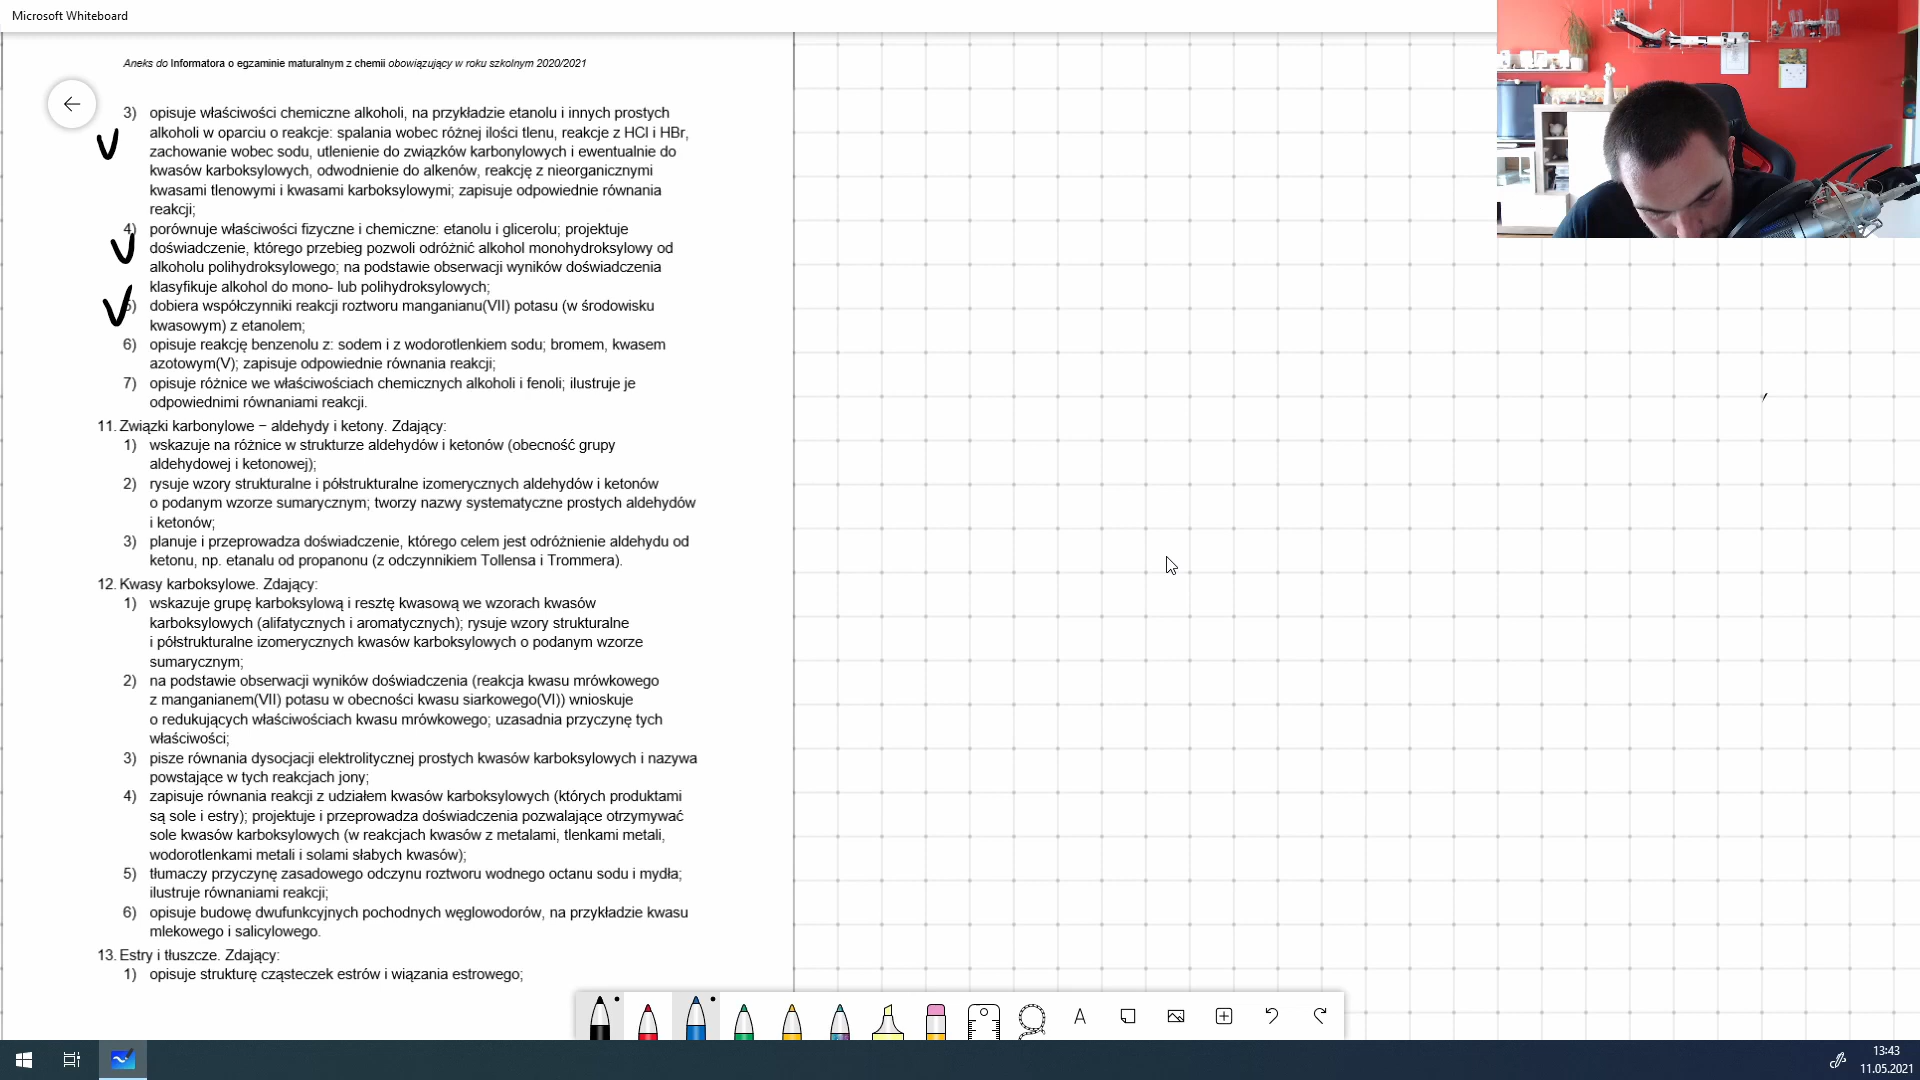 Microsoft Whiteboard
Aneks do Informatora o egzaminie maturalnym z chemii obowiązujący w roku szkolnym 2020/2021
3) opisuje właściwości chemiczne alkoholi, na przykładzie etanolu i innych prostych
alkoholi w oparciu o reakcje: spalania wobec różnej ilości tlenu, reakcje z HCl i HBr,
zachowanie wobec sodu, utlenienie do związków karbonylowych i ewentualnie do
kwasów karboksylowych, odwodnienie do alkenów, reakcję z nieorganicznymi
kwasami tlenowymi i kwasami karboksylowymi; zapisuje odpowiednie równania
reakcji;
4) porównuje właściwości fizyczne i chemiczne: etanolu i glicerolu; projektuje
doświadczenie, którego przebieg pozwoli odróżnić alkohol monohydroksylowy od
alkoholu polihydroksylowego; na podstawie obserwacji wyników doświadczenia
klasyfikuje alkohol do mono- lub polihydroksylowych;
5) dobiera współczynniki reakcji roztworu manganianu(VII) potasu (w środowisku
kwasowym) z etanolem;
6) opisuje reakcję benzenolu z: sodem i z wodorotlenkiem sodu; bromem, kwasem
azotowym(V); zapisuje odpowiednie równania reakcji;
7) opisuje różnice we właściwościach chemicznych alkoholi i fenoli; ilustruje je
odpowiednimi równaniami reakcji.
11. Związki karbonylowe − aldehydy i ketony. Zdający:
1) wskazuje na różnice w strukturze aldehydów i ketonów (obecność grupy
aldehydowej i ketonowej);
2) rysuje wzory strukturalne i półstrukturalne izomerycznych aldehydów i ketonów
o podanym wzorze sumarycznym; tworzy nazwy systematyczne prostych aldehydów
i ketonów;
3) planuje i przeprowadza doświadczenie, którego celem jest odróżnienie aldehydu od
ketonu, np. etanalu od propanonu (z odczynnikiem Tollensa i Trommera).
12. Kwasy karboksylowe. Zdający:
1) wskazuje grupę karboksylową i resztę kwasową we wzorach kwasów
karboksylowych (alifatycznych i aromatycznych); rysuje wzory strukturalne
i półstrukturalne izomerycznych kwasów karboksylowych o podanym wzorze
sumarycznym;
2) na podstawie obserwacji wyników doświadczenia (reakcja kwasu mrówkowego
z manganianem(VII) potasu w obecności kwasu siarkowego(VI)) wnioskuje
o redukujących właściwościach kwasu mrówkowego; uzasadnia przyczynę tych
właściwości;
3) pisze równania dysocjacji elektrolitycznej prostych kwasów karboksylowych i nazywa
powstające w tych reakcjach jony;
4) zapisuje równania reakcji z udziałem kwasów karboksylowych (których produktami
są sole i estry); projektuje i przeprowadza doświadczenia pozwalające otrzymywać
sole kwasów karboksylowych (w reakcjach kwasów z metalami, tlenkami metali,
wodorotlenkami metali i solami słabych kwasów);
5) tłumaczy przyczynę zasadowego odczynu roztworu wodnego octanu sodu i mydła;
ilustruje równaniami reakcji;
6) opisuje budowę dwufunkcyjnych pochodnych węglowodorów, na przykładzie kwasu
mlekowego i salicylowego.
13. Estry i tłuszcze. Zdający:
1) opisuje strukturę cząsteczek estrów i wiązania estrowego;
13:43
11.05.2021